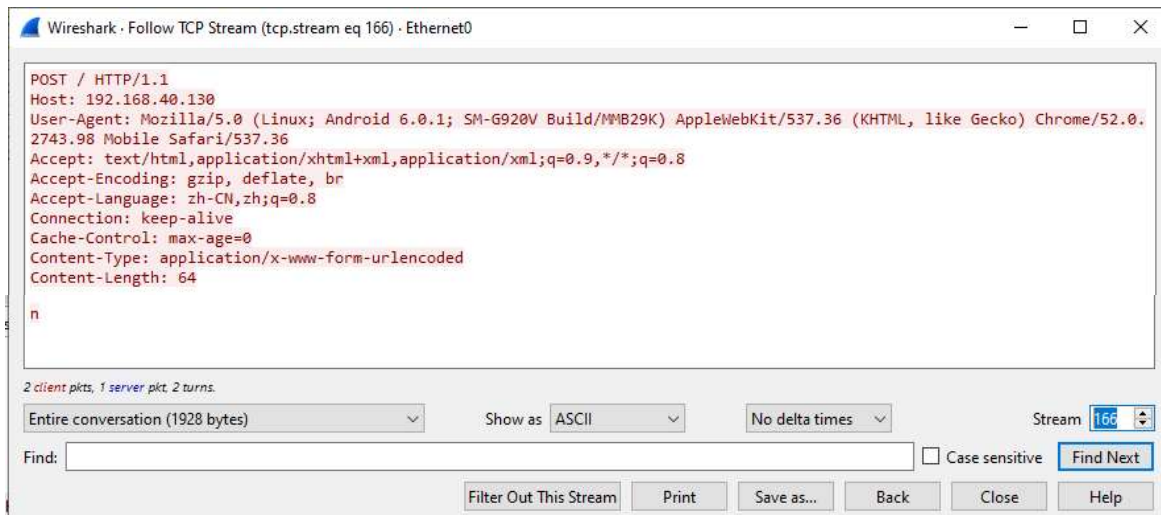 Wireshark · Follow TCP Stream (tcp.stream eq 166) · Ethernet0
POST / HTTP/1.1
Host: 192.168.40.130
User-Agent: Mozilla/5.0 (Linux; Android 6.0.1; SM-G920V Build/MMB29K) AppleWebKit/537.36 (KHTML, like Gecko) Chrome/52.0.
2743.98 Mobile Safari/537.36
Accept: text/html,application/xhtml+xml,application/xml;q=0.9,*/*;q=0.8
Accept-Encoding: gzip, deflate, br
Accept-Language: zh-CN,zh;q=0.8
Connection: keep-alive
Cache-Control: max-age=0
Content-Type: application/x-www-form-urlencoded
Content-Length: 64
n
2 client pkts, 1 server pkt, 2 turns.
Entire conversation (1928 bytes) Show as ASCII No delta times Stream 166
Find: Case sensitive Find Next
Filter Out This Stream Print Save as... Back Close Help